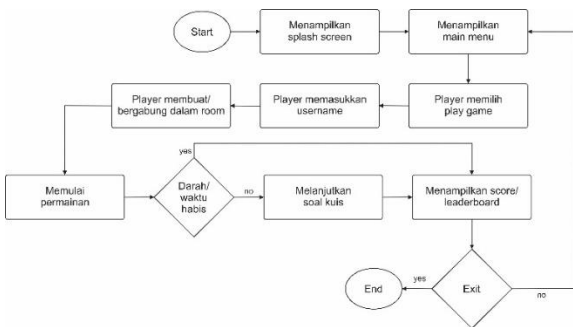 Start
Menampilkan
splash screen
Menampilkan
main menu
Player membuat/
bergabung dalam room
Player memasukkan
username
Player memilih
play game
yes
Memulai
permainan
Darah/
waktu
habis
no
Melanjutkan
soal kuis
Menampilkan score/
leaderboard
End
yes
Exit
no